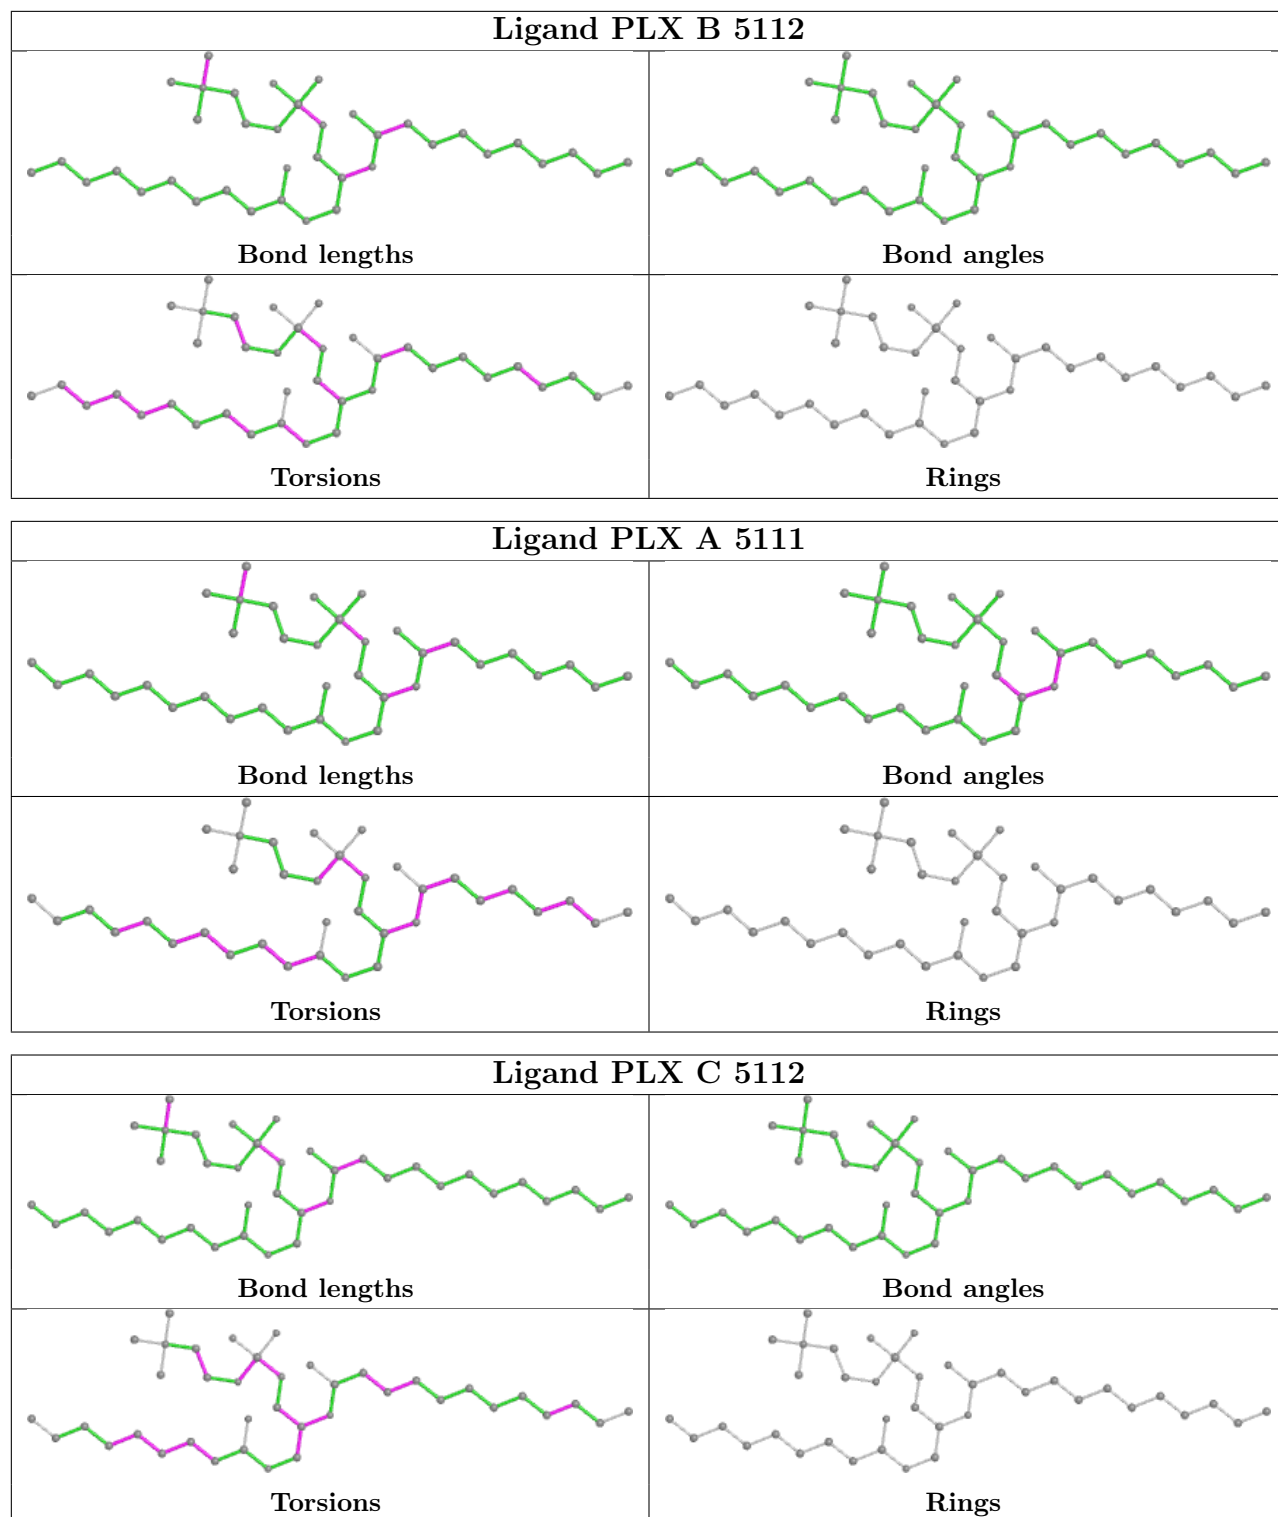 Ligand PLX B 5112
Bond lengths
Bond angles
Torsions
Rings
Ligand PLX A 5111
Bond lengths
Bond angles
Torsions
Rings
Ligand PLX C 5112
Bond lengths
Bond angles
Torsions
Rings